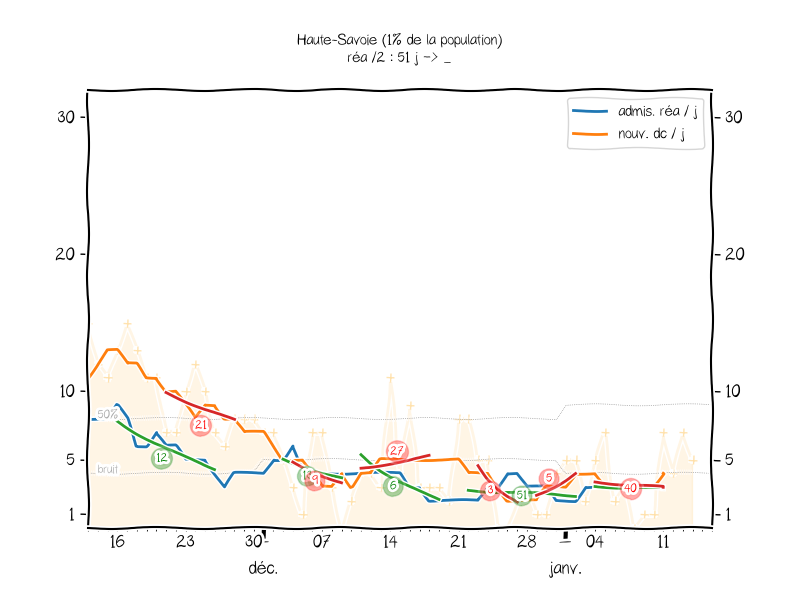 Haute-Savoie (1% de la population)
réa /2 : 51 j -> _
admis. réa / j
nouv. dc / j
30 30
20 20
10 10
5 5
1 1
50%
bruit
12
21
9
27
6
3
51
5
40
16 23 30 07 14 21 28 04 11
déc. janv.